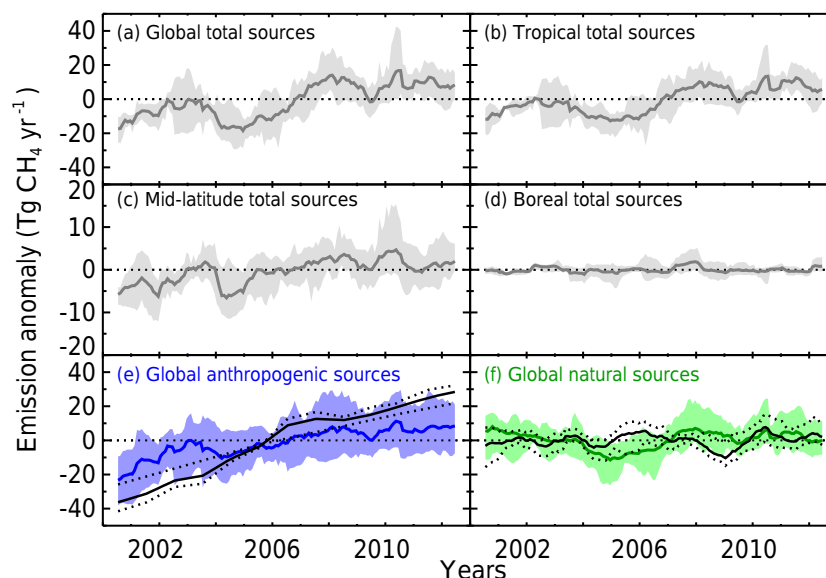 (a) Global total sources
(b) Tropical total sources
40
20
0
-20
-40
(c) Mid-latitude total sources
(d) Boreal total sources
20
10
0
-10
20
(e) Global anthropogenic sources
(f) Global natural sources
40
20
0
-20
-40
Emission anomaly (Tg CH4 yr-1)
2002 2006 2010 2002 2006 2010
Years